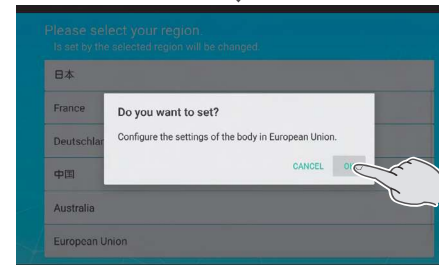 Please select your region.
Is set by the selected region will be changed.
日本
France
Do you want to set?
Deutschlan
Configure the settings of the body in European Union.
CANCEL
中国
Australia
European Union